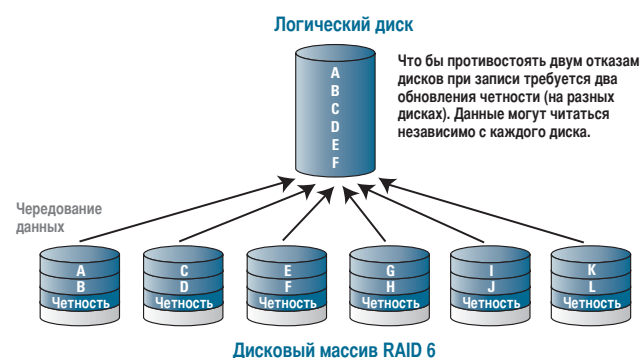 Логический диск
Что бы противостоять двум отказам
дисков при записи требуется два
обновления четности (на разных
дисках). Данные могут читаться
независимо с каждого диска.
A
B
C
D
E
F
Чередование
данных
A
B
Четность
C
D
Четность
E
F
Четность
G
H
Четность
I
J
Четность
K
L
Четность
Дисковый массив RAID 6